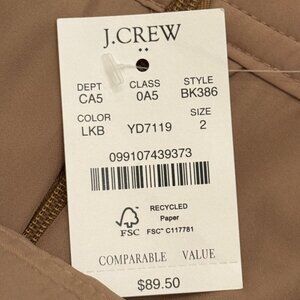 J.CREW
DEPT CLASS STYLE
CA5 0A5 BK386
COLOR SIZE
LKB YD7119 2
099107439373
RECYCLED
Paper
FSC FSC™ C117781
COMPARABLE VALUE
$89.50